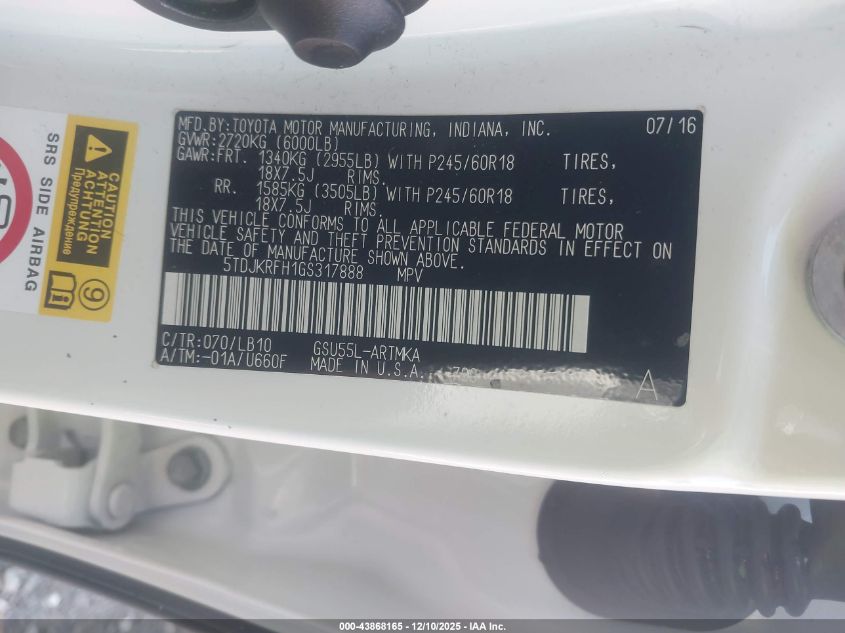 MFD.BY:TOYOTA MOTOR MANUFACTURING, INDIANA, INC. 07/16
GVWR:2720KG (6000LB)
GAWR:FRT. 1340KG (2955LB) WITH P245/60R18 TIRES,
18X7.5J RIMS.
RR. 1585KG (3505LB) WITH P245/60R18 TIRES,
18X7.5J RIMS.
THIS VEHICLE CONFORMS TO ALL APPLICABLE FEDERAL MOTOR
VEHICLE SAFETY AND THEFT PREVENTION STANDARDS IN EFFECT ON
THE DATE OF MANUFACTURE SHOWN ABOVE.
5TDJKRFH1GS317888 MPV
C/TR:070/LB10 GSU55L-ARTMKA
A/TM:-01A/U660F MADE IN U.S.A. A
SRS SIDE AIRBAG
CAUTION
ATTENTION
ACHTUNG
Предупреждение
9
000-43868165 - 12/10/2025 - IAA Inc.